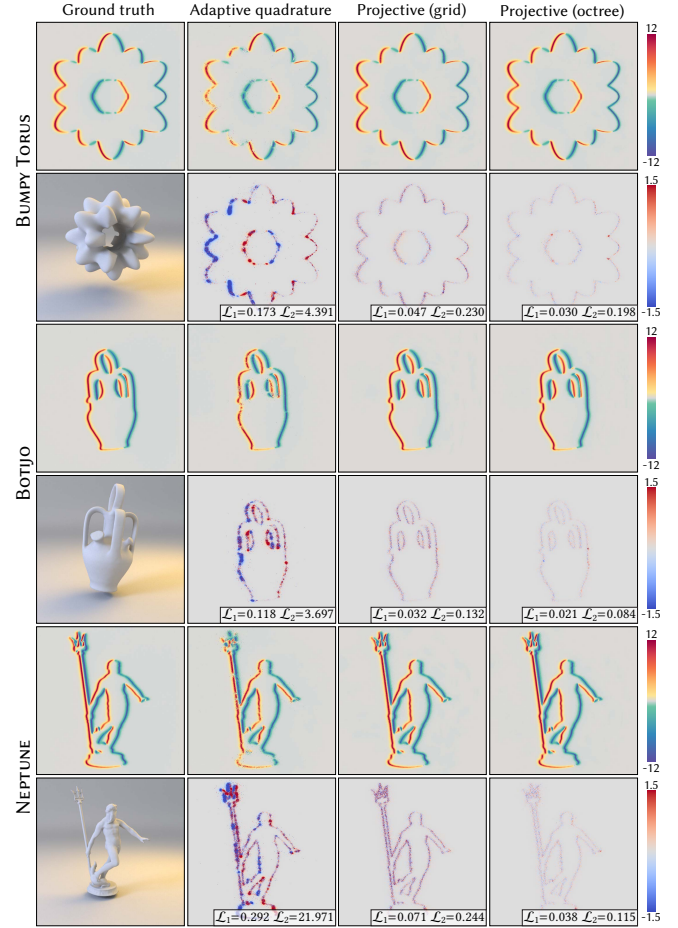 Ground truth Adaptive quadrature Projective (grid) Projective (octree)
BUMPY TORUS
12
-12
1.5
-1.5
ℒ₁=0.173 ℒ₂=4.391
ℒ₁=0.047 ℒ₂=0.230
ℒ₁=0.030 ℒ₂=0.198
BOTIJO
12
-12
1.5
-1.5
ℒ₁=0.118 ℒ₂=3.697
ℒ₁=0.032 ℒ₂=0.132
ℒ₁=0.021 ℒ₂=0.084
NEPTUNE
12
-12
1.5
-1.5
ℒ₁=0.292 ℒ₂=21.971
ℒ₁=0.071 ℒ₂=0.244
ℒ₁=0.038 ℒ₂=0.115